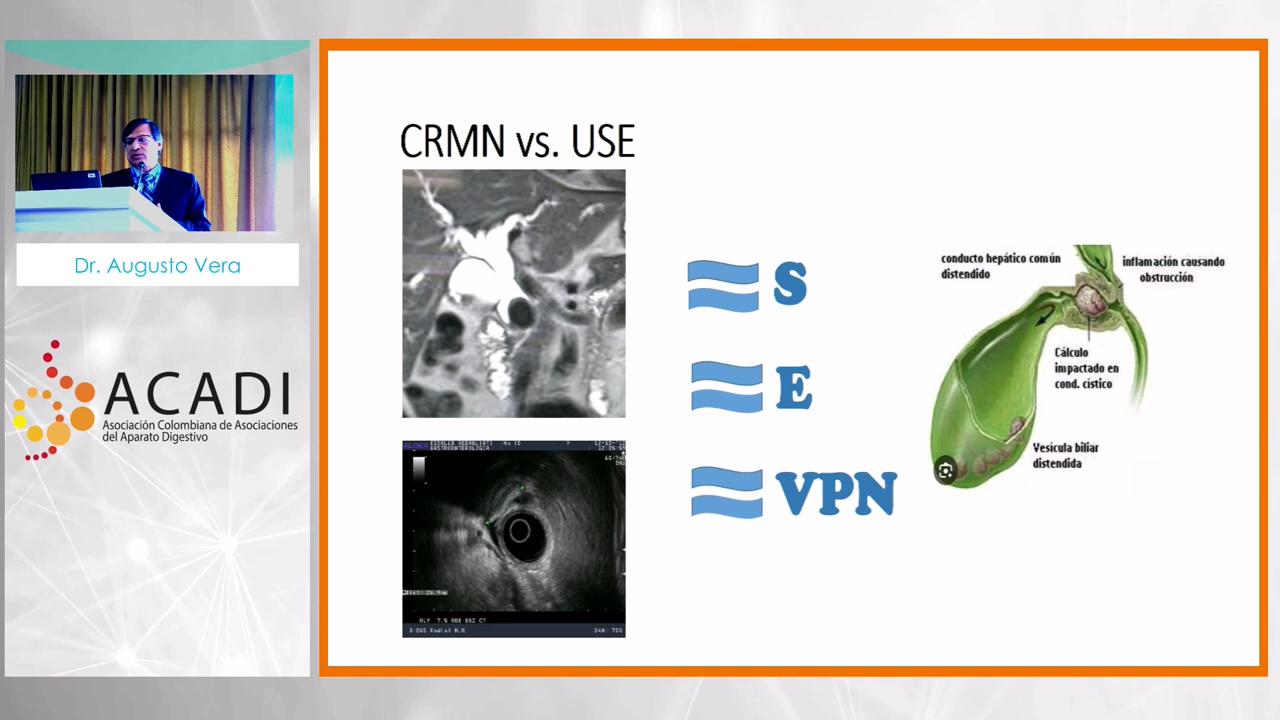 Dr. Augusto Vera
ACADI
Asociación Colombiana de Asociaciones
del Aparato Digestivo
CRMN vs. USE
S
E
VPN
conducto hepático común
distendido
inflamación causando
obstrucción
Cálculo
impactado en
cond. cístico
Vesícula biliar
distendida
GASTROENTEROLOGIA